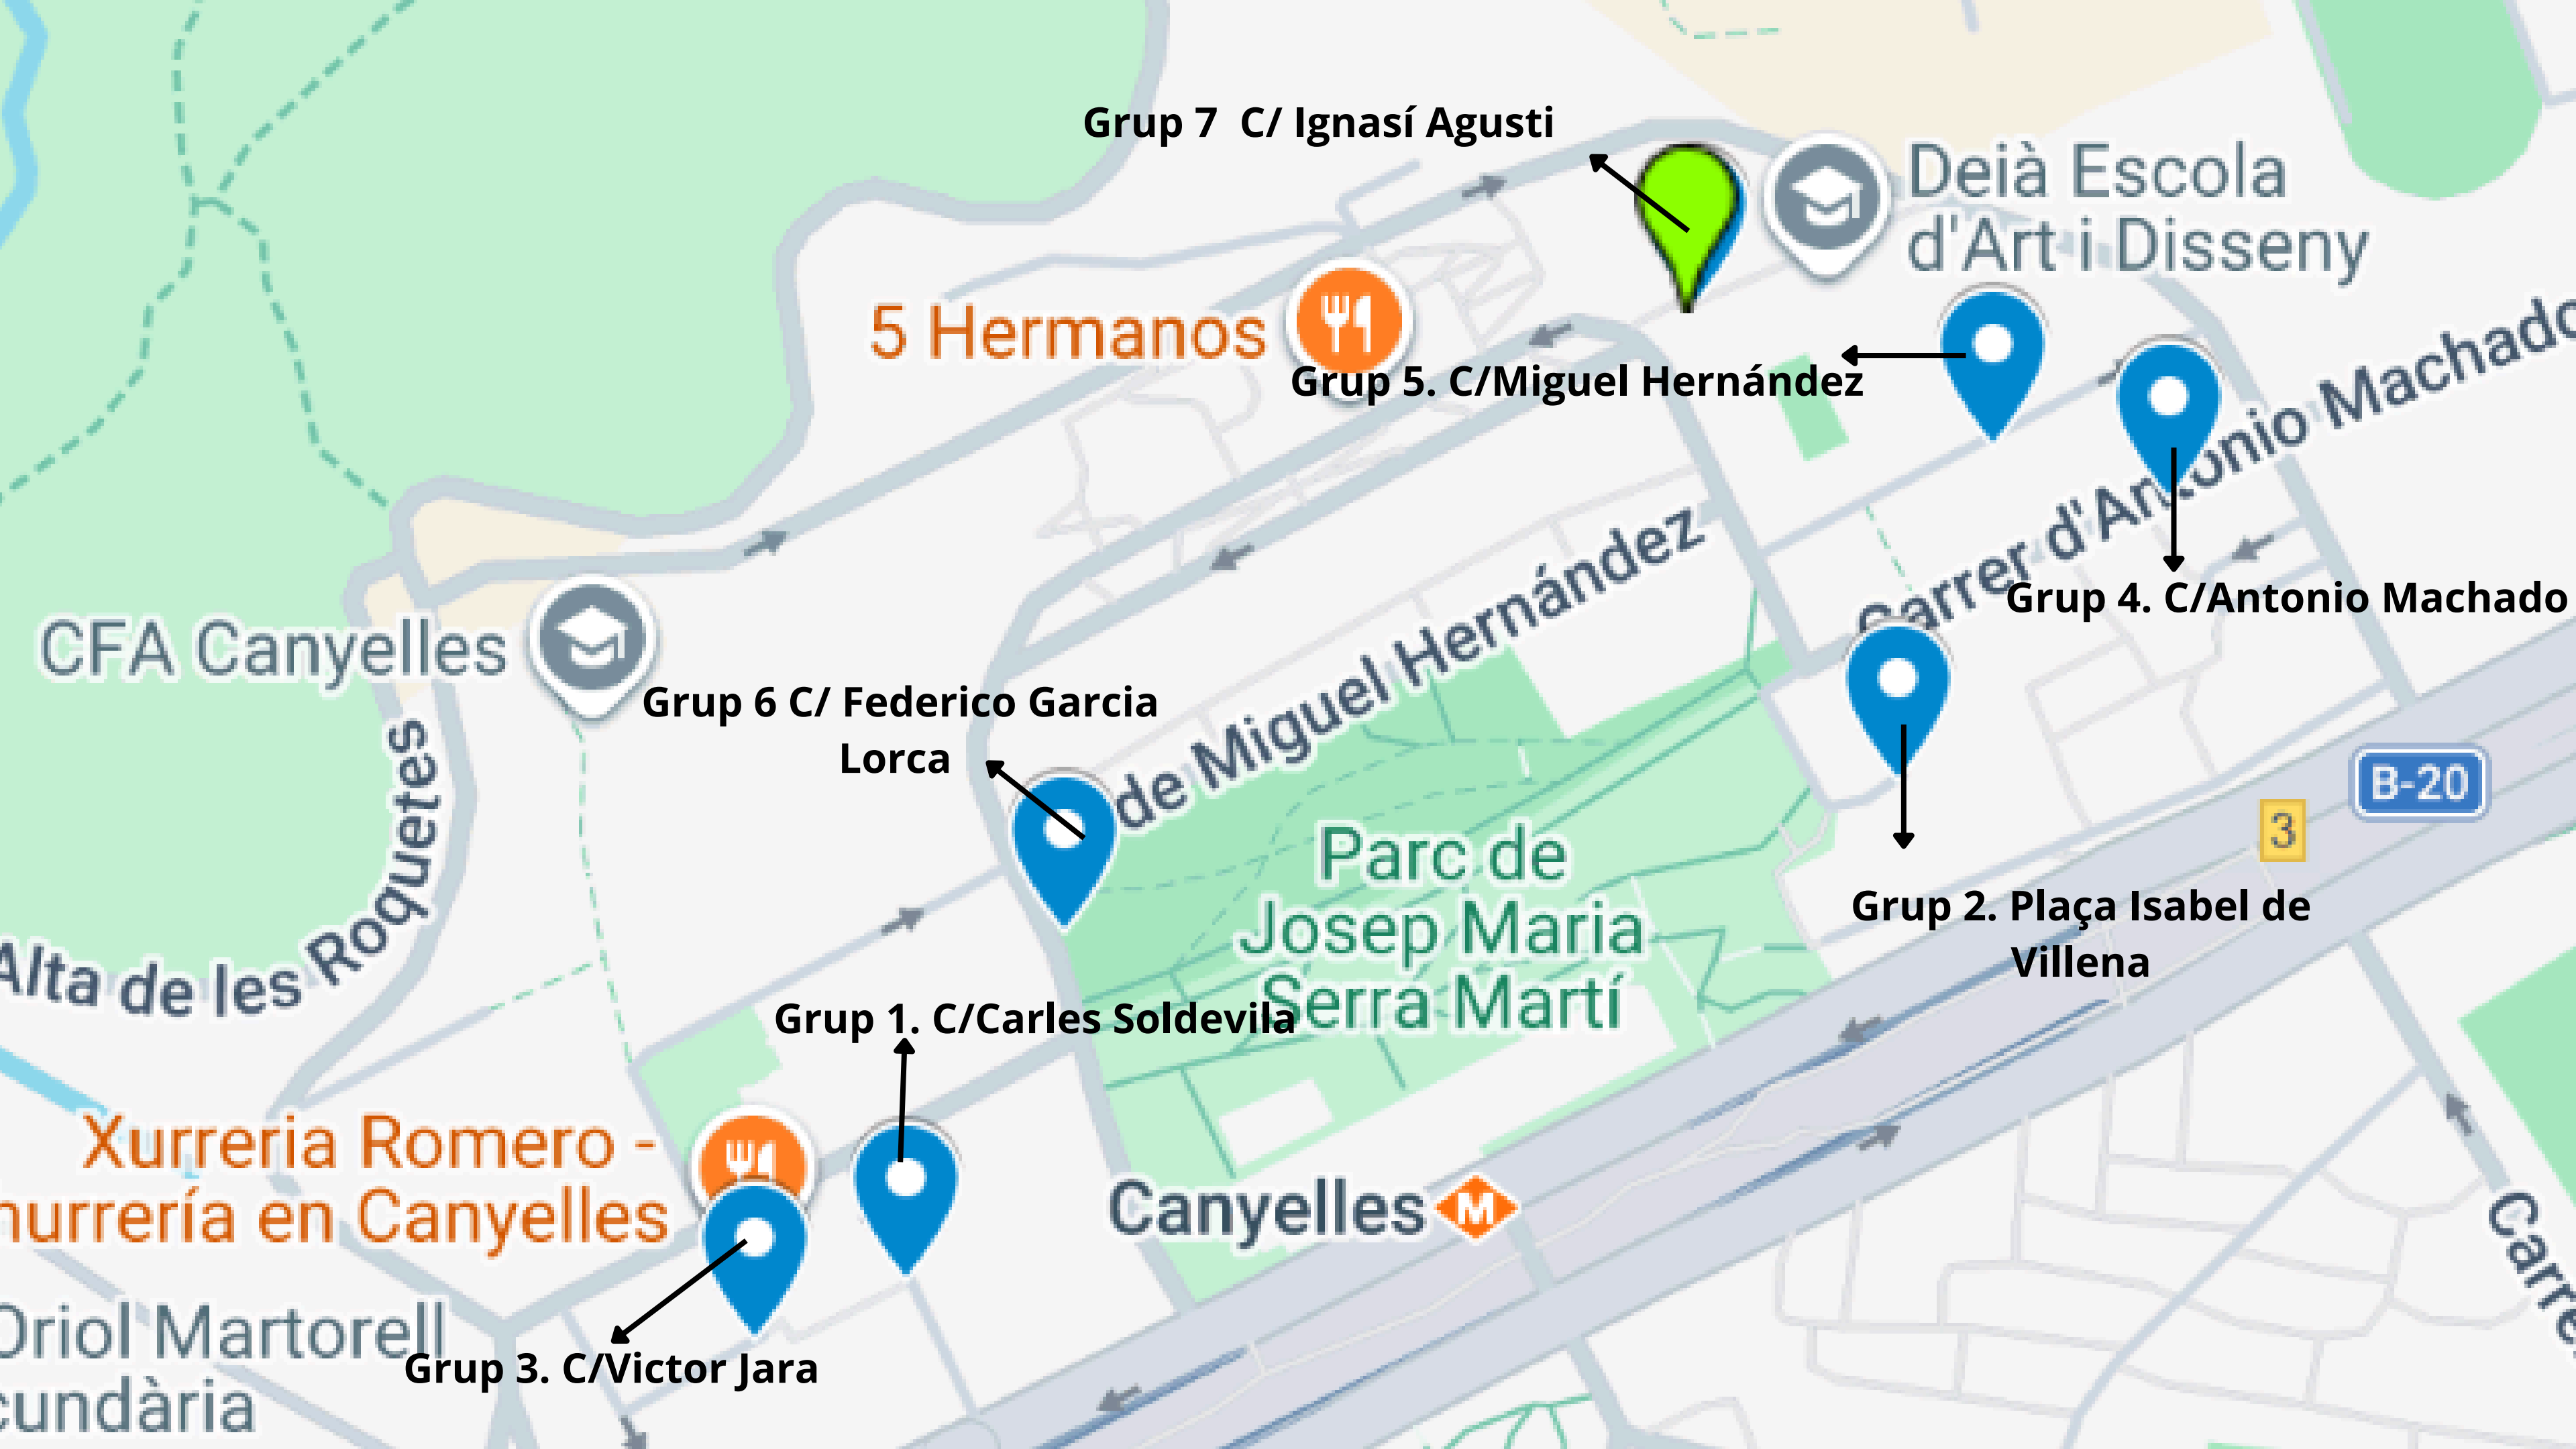 Grup 7 C/ Ignasí Agusti
Deià Escola
d'Art i Disseny
5 Hermanos
Grup 5. C/Miguel Hernández
Carrer d'Antonio Machado
Grup 4. C/Antonio Machado
CFA Canyelles
de Miguel Hernández
Grup 6 C/ Federico Garcia
Lorca
B-20
3
Parc de
Josep Maria
Serra Martí
Grup 2. Plaça Isabel de
Villena
Alta de les Roquetes
Grup 1. C/Carles Soldevila
Xurreria Romero -
hurrería en Canyelles
Canyelles
M
Carre
Oriol Martorell
cundària
Grup 3. C/Victor Jara